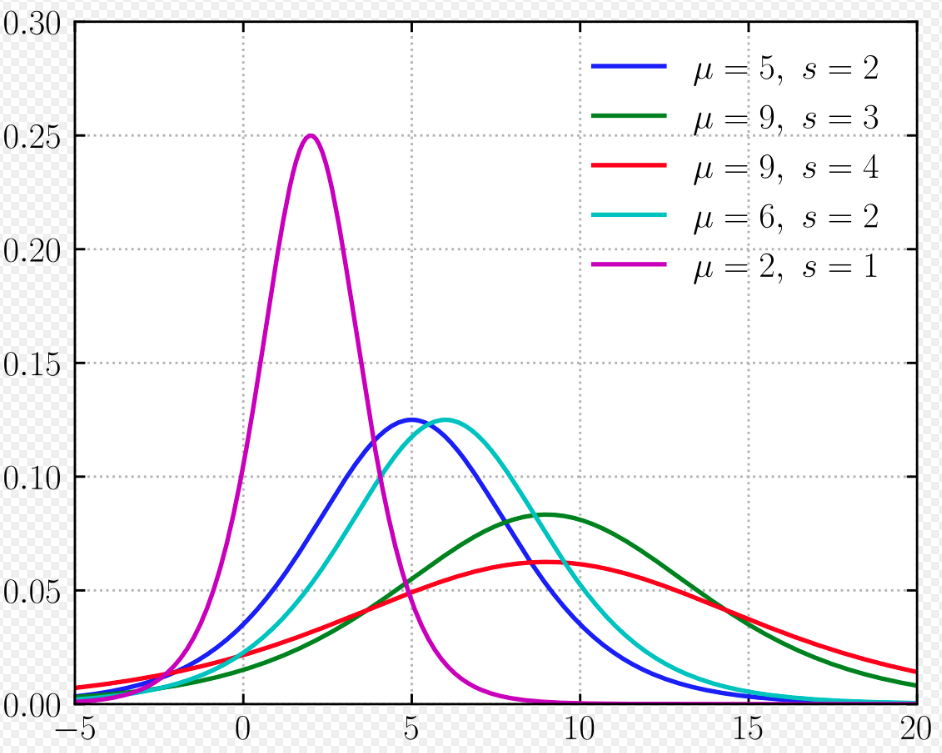 0.30
0.25
0.20
0.15
0.10
0.05
0.00
−5 0 5 10 15 20
μ = 5, s = 2
μ = 9, s = 3
μ = 9, s = 4
μ = 6, s = 2
μ = 2, s = 1